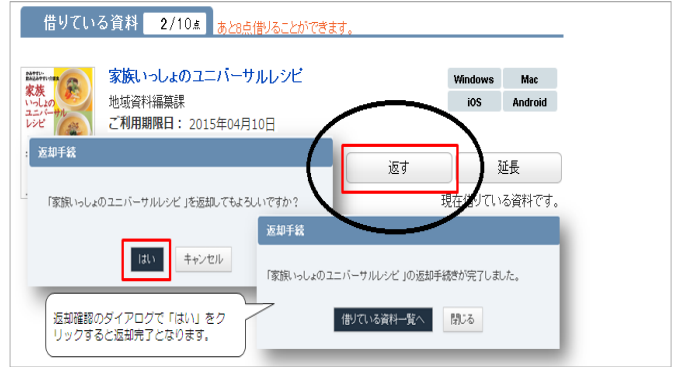 借りている資料 2/10点 あと8点借りることができます。
家族いっしょのユニバーサルレシピ
地域資料編纂課
ご利用期限日： 2015年04月10日
Windows Mac
iOS Android
家族
いっしょの
ユニバーサル
レシピ
返す 延長
現在借りている資料です。
返却手続
「家族いっしょのユニバーサルレシピ 」を返却してもよろしいですか？
はい キャンセル
返却手続
「家族いっしょのユニバーサルレシピ 」の返却手続きが完了しました。
借りている資料一覧へ 閉じる
返却確認のダイアログで「はい」をク
リックすると返却完了となります。